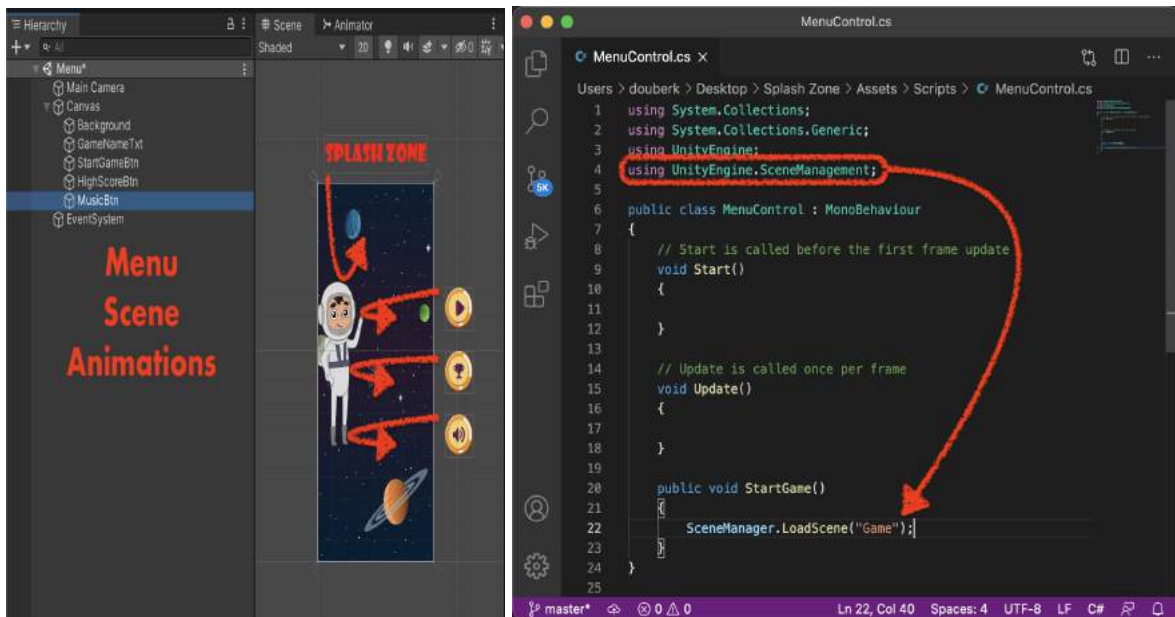 Hierarchy
Scene
Animator
All
Shaded
2D
0
Menu*
Main Camera
Canvas
Background
GameNameTxt
StartGameBtn
HighScoreBtn
MusicBtn
EventSystem
Menu
Scene
Animations
SPLASH ZONE
MenuControl.cs
MenuControl.cs
Users > douberk > Desktop > Splash Zone > Assets > Scripts > MenuControl.cs
5K
1 using System.Collections;
2 using System.Collections.Generic;
3 using UnityEngine;
4 using UnityEngine.SceneManagement;
5
6 public class MenuControl : MonoBehaviour
7 {
8 // Start is called before the first frame update
9 void Start()
10 {
11
12 }
13
14 // Update is called once per frame
15 void Update()
16 {
17
18 }
19
20 public void StartGame()
21 {
22 SceneManager.LoadScene("Game");
23 }
24 }
25
master* 0 0 Ln 22, Col 40 Spaces: 4 UTF-8 LF C#